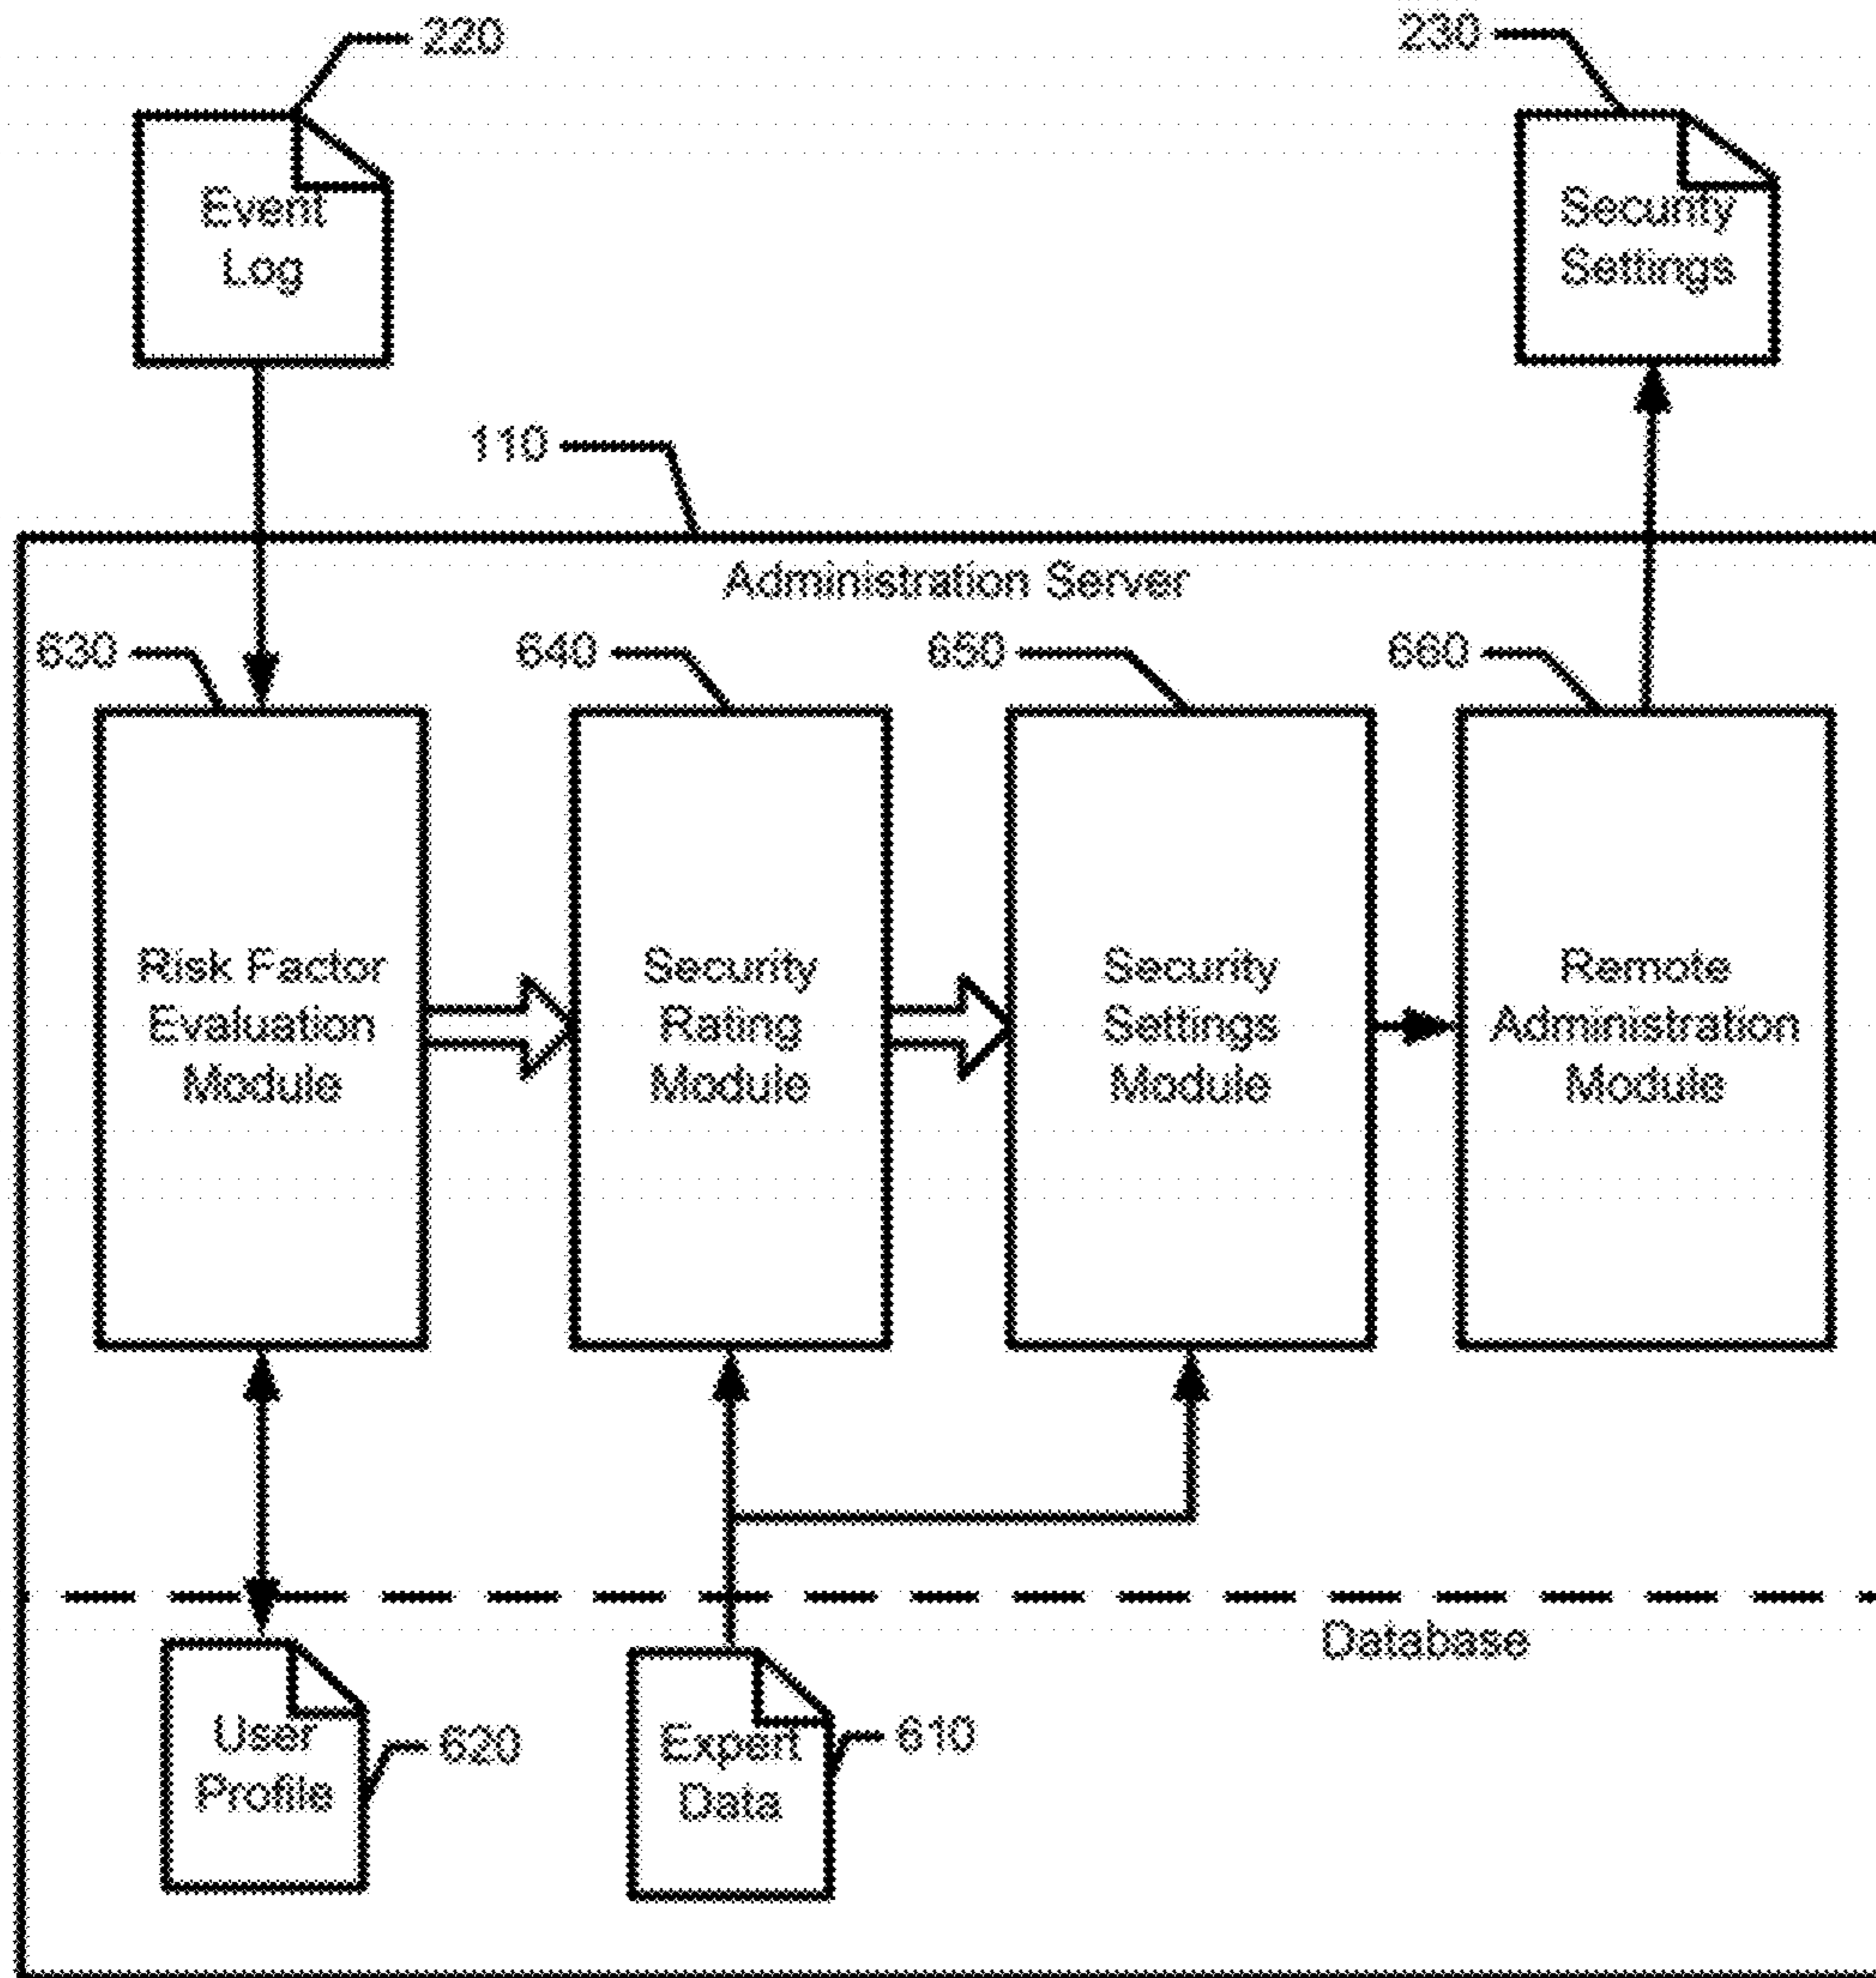 220
230
Event
Log
Security
Settings
110
Administration Server
630
640
650
660
Risk Factor
Evaluation
Module
Security
Rating
Module
Security
Settings
Module
Remote
Administration
Module
Database
User
Profile
620
Expert
Data
610